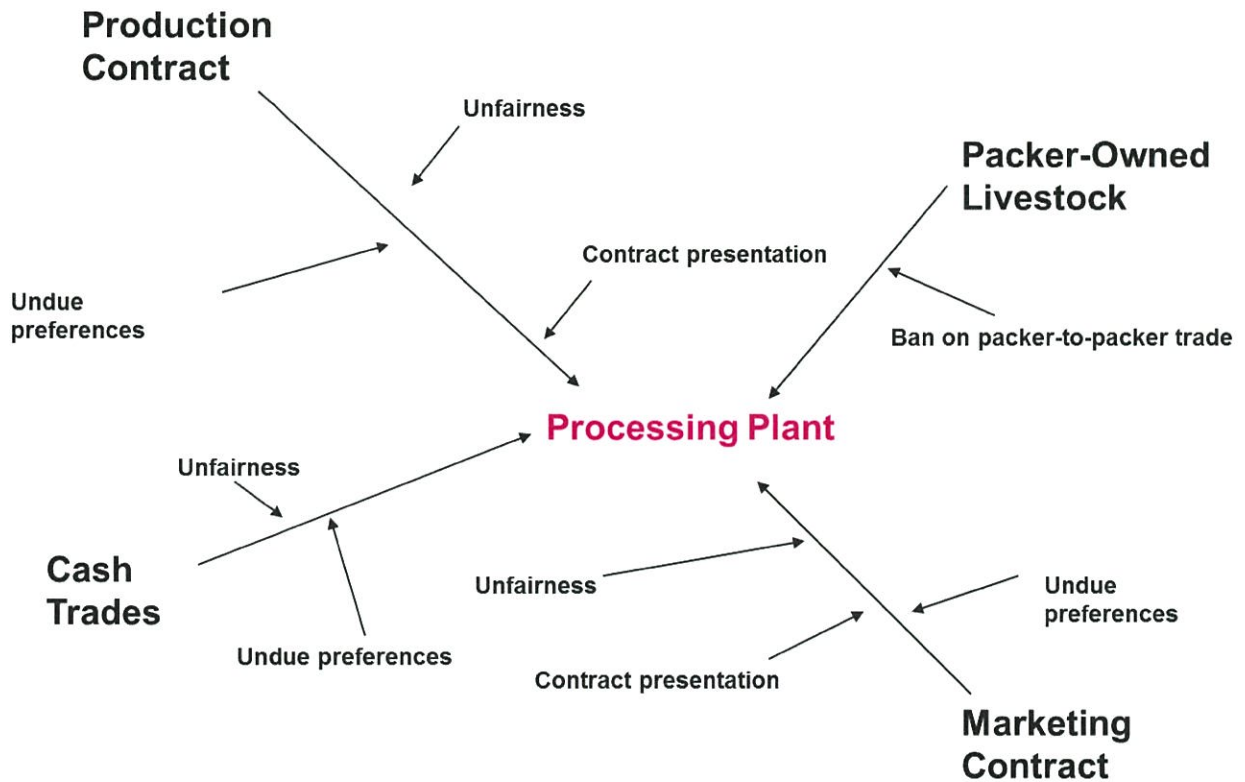 Production
Contract
Unfairness
Packer-Owned
Livestock
Contract presentation
Undue
preferences
Ban on packer-to-packer trade
Processing Plant
Unfairness
Cash
Trades
Undue preferences
Unfairness
Undue
preferences
Contract presentation
Marketing
Contract